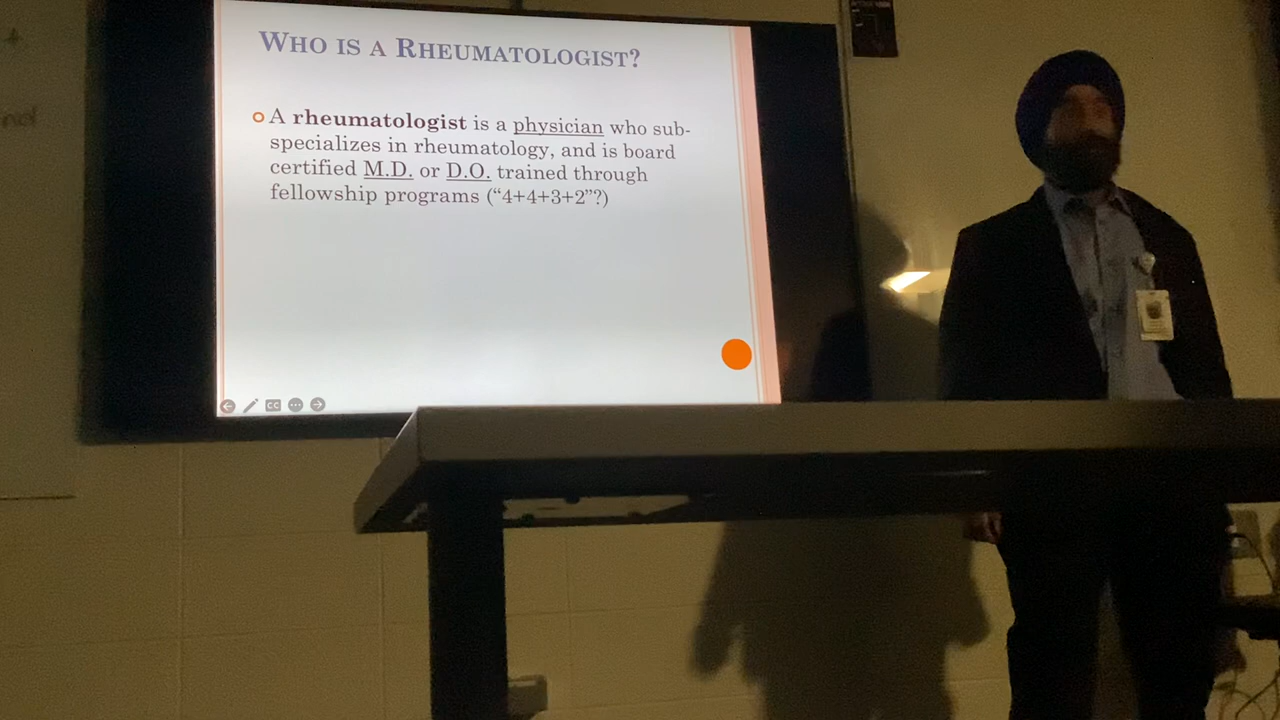 WHO IS A RHEUMATOLOGIST?
A rheumatologist is a physician who sub-
specializes in rheumatology, and is board
certified M.D. or D.O. trained through
fellowship programs (“4+4+3+2”?)
CC